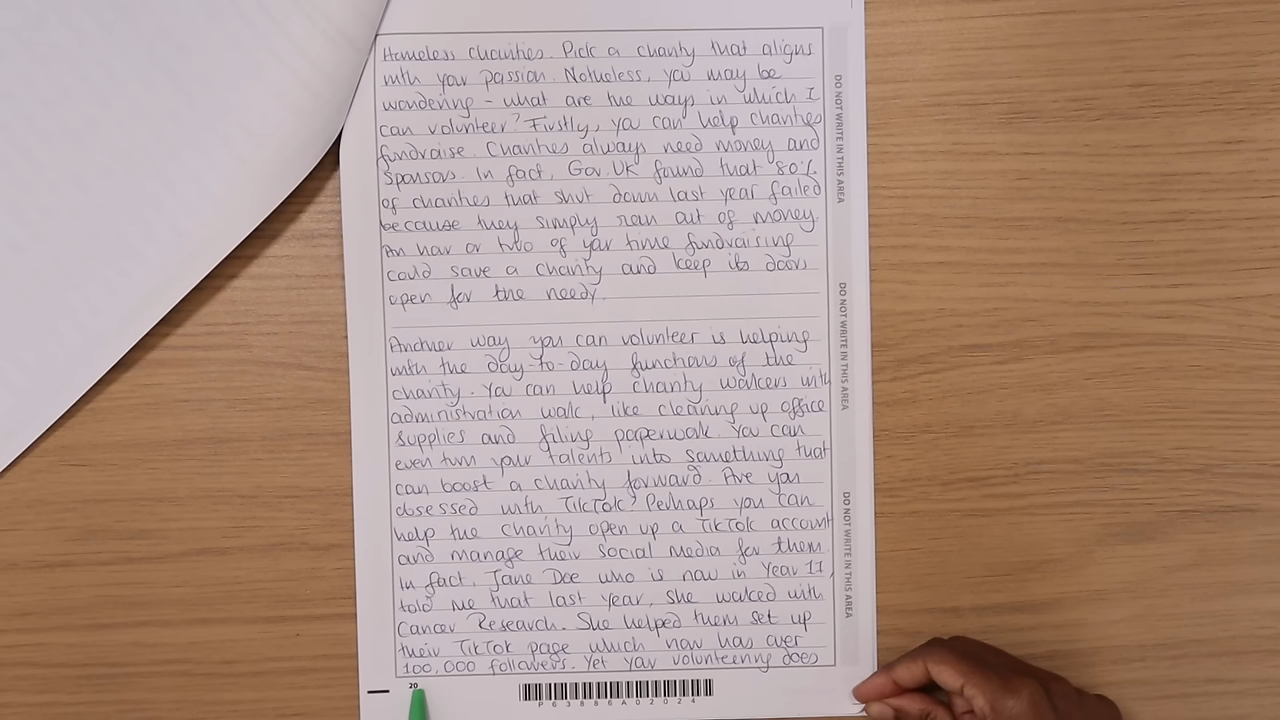 Homeless charities. Pick a charity that aligns
with your passion. Notueless, you may be
wondering - what are the ways in which I
can volunteer? Firstly, you can help charities
fundraise. Charities always need money and
sponsors. In fact, Gov.UK found that 80%
of charities that shut down last year failed
because they simply ran out of money.
An hour or two of your time fundraising
could save a charity and keep its doors
open for the needy.
Another way you can volunteer is helping
with the day-to-day functions of the
charity. You can help charity workers with
administration work, like clearing up office
supplies and filing paperwork. You can
even turn your talents into something that
can boost a charity forward. Are you
obsessed with TikTok? Perhaps you can
help the charity open up a TikTok account
and manage their social media for them.
In fact, Jane Doe who is now in Year 11,
told me that last year, she worked with
Cancer Research. She helped them set up
their TikTok page which now has over
100,000 followers. Yet your volunteering does
20
P63886A02024
DO NOT WRITE IN THIS AREA
DO NOT WRITE IN THIS AREA
DO NOT WRITE IN THIS AREA